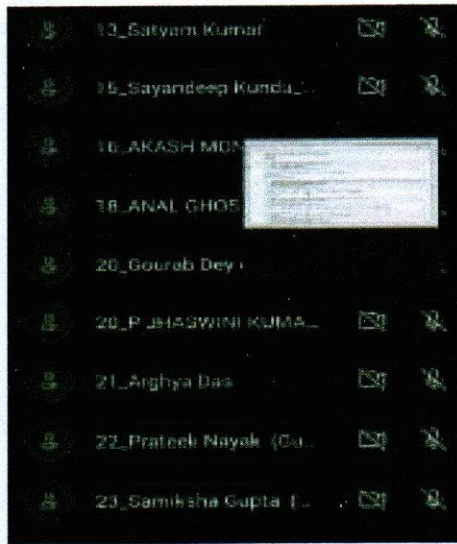 13_Satyam Kumar
15_Sayandeep Kundu_...
16_AKASH MON
18_ANAL GHOS
20_Gourab Dey
20_P JHASWINI KUMA...
21_Arghya Das
22_Prateek Nayak (Gu...
23_Samiksha Gupta (...